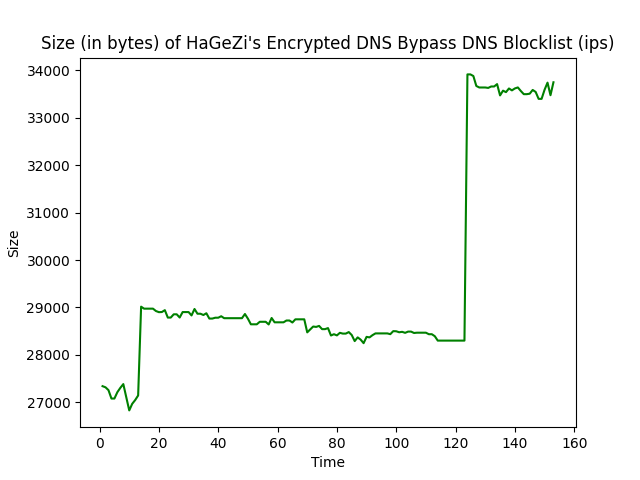 Size (in bytes) of HaGeZi's Encrypted DNS Bypass DNS Blocklist (ips)
34000
33000
32000
31000
30000
29000
28000
27000
Size
0 20 40 60 80 100 120 140 160
Time